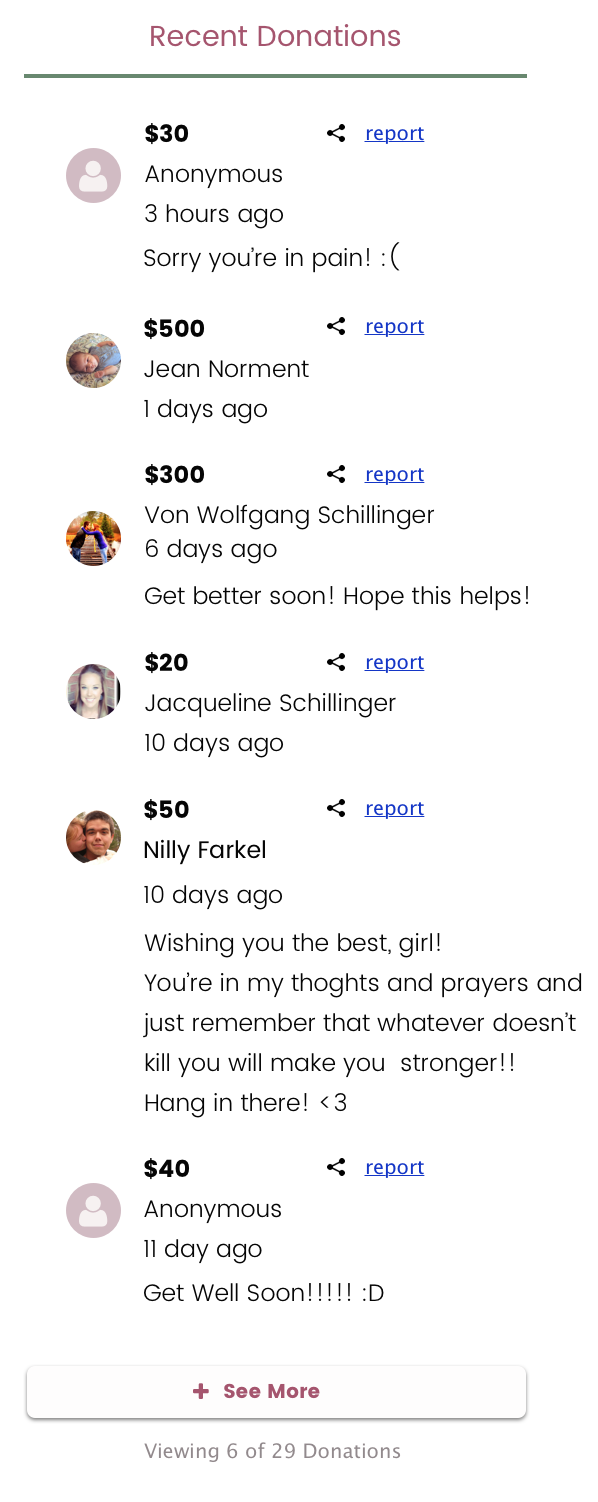 Recent Donations
$30 report
Anonymous
3 hours ago
Sorry you're in pain! :(
$500 report
Jean Norment
1 days ago
$300 report
Von Wolfgang Schillinger
6 days ago
Get better soon! Hope this helps!
$20 report
Jacqueline Schillinger
10 days ago
$50 report
Nilly Farkel
10 days ago
Wishing you the best, girl!
You're in my thoghts and prayers and
just remember that whatever doesn't
kill you will make you  stronger!!
Hang in there! <3
$40 report
Anonymous
11 day ago
Get Well Soon!!!!! :D
+ See More
Viewing 6 of 29 Donations